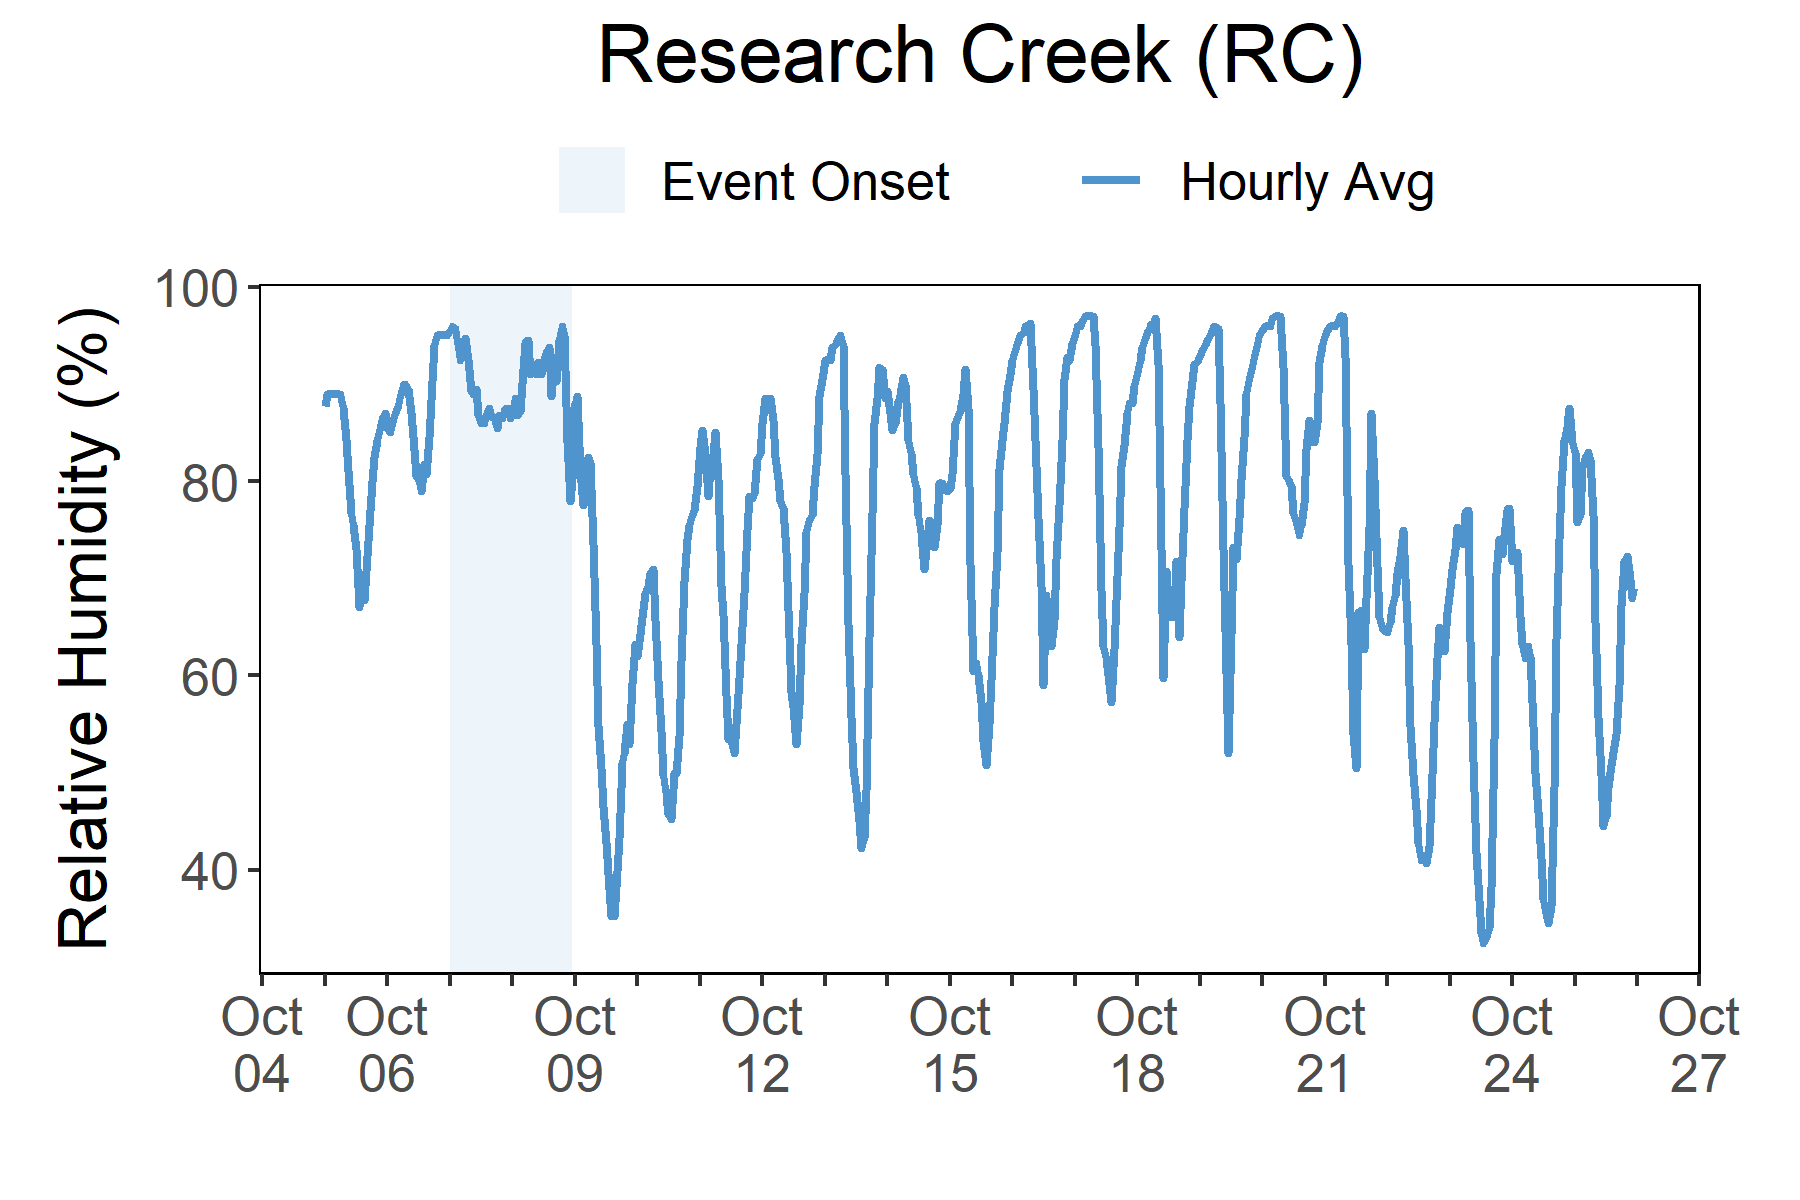 Research Creek (RC)
Event Onset Hourly Avg
Relative Humidity (%)
100
80
60
40
Oct Oct Oct Oct Oct Oct Oct Oct Oct
04 06 09 12 15 18 21 24 27